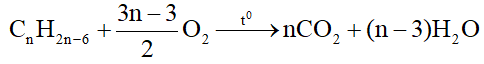 CₙH₂ₙ₋₆ + (3n − 3)/2 O₂ —t⁰→ nCO₂ + (n − 3)H₂O